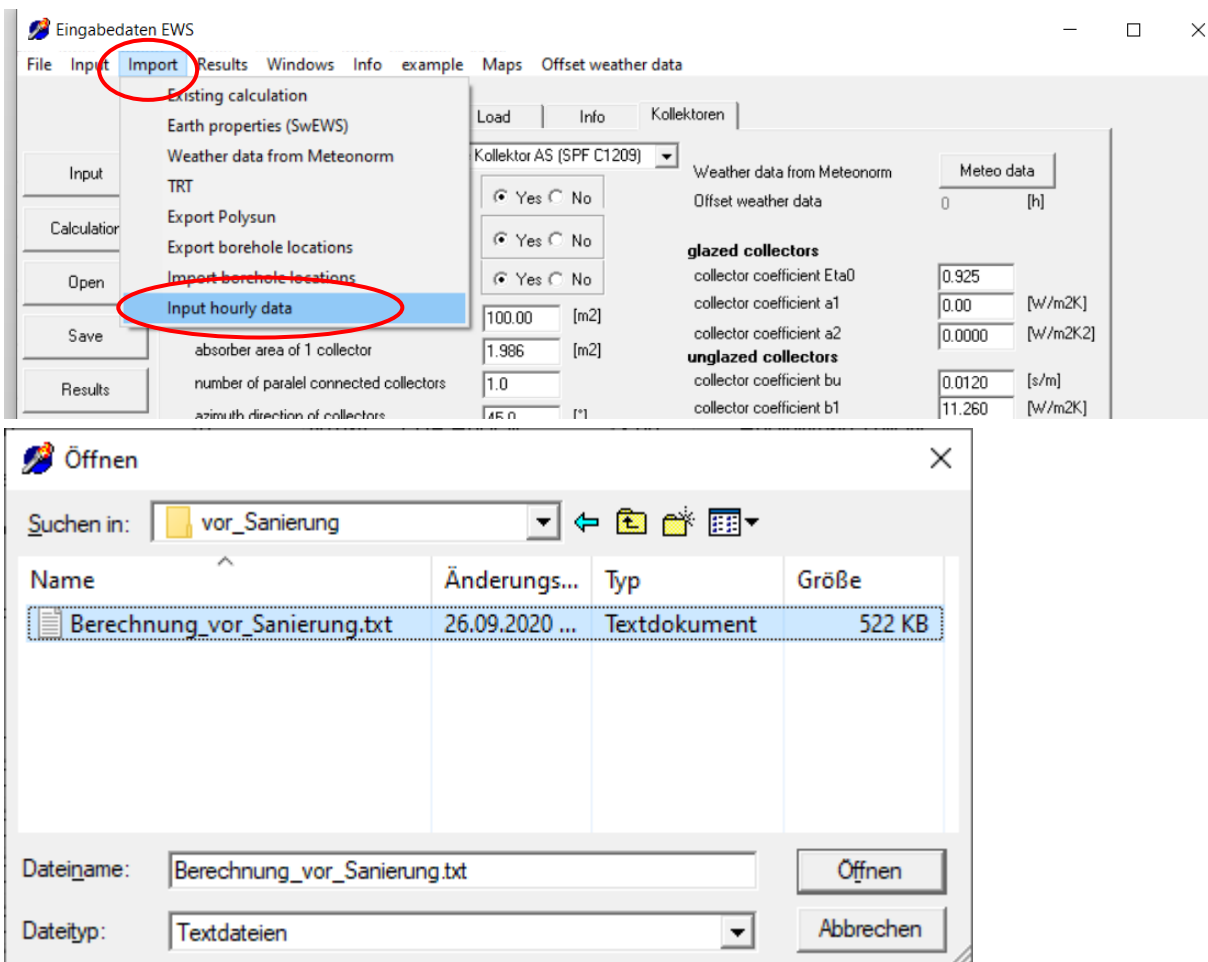 Eingabedaten EWS
File Input Import Results Windows Info example Maps Offset weather data
Existing calculation
Earth properties (SwEWS)
Weather data from Meteonorm
TRT
Export Polysun
Export borehole locations
Import borehole locations
Input hourly data
Input
Calculation
Open
Save
Results
Load Info Kollektoren
Kollektor AS (SPF C1209)
Yes No
Yes No
Yes No
100.00 [m2]
absorber area of 1 collector 1.986 [m2]
number of paralel connected collectors 1.0
azimuth direction of collectors 45.0 [°]
Weather data from Meteonorm Meteo data
Offset weather data 0 [h]
glazed collectors
collector coefficient Eta0 0.925
collector coefficient a1 0.00 [W/m2K]
collector coefficient a2 0.0000 [W/m2K2]
unglazed collectors
collector coefficient bu 0.0120 [s/m]
collector coefficient b1 11.260 [W/m2K]
Öffnen
Suchen in: vor_Sanierung
Name Änderungs... Typ Größe
Berechnung_vor_Sanierung.txt 26.09.2020 ... Textdokument 522 KB
Dateiname: Berechnung_vor_Sanierung.txt Öffnen
Dateityp: Textdateien Abbrechen